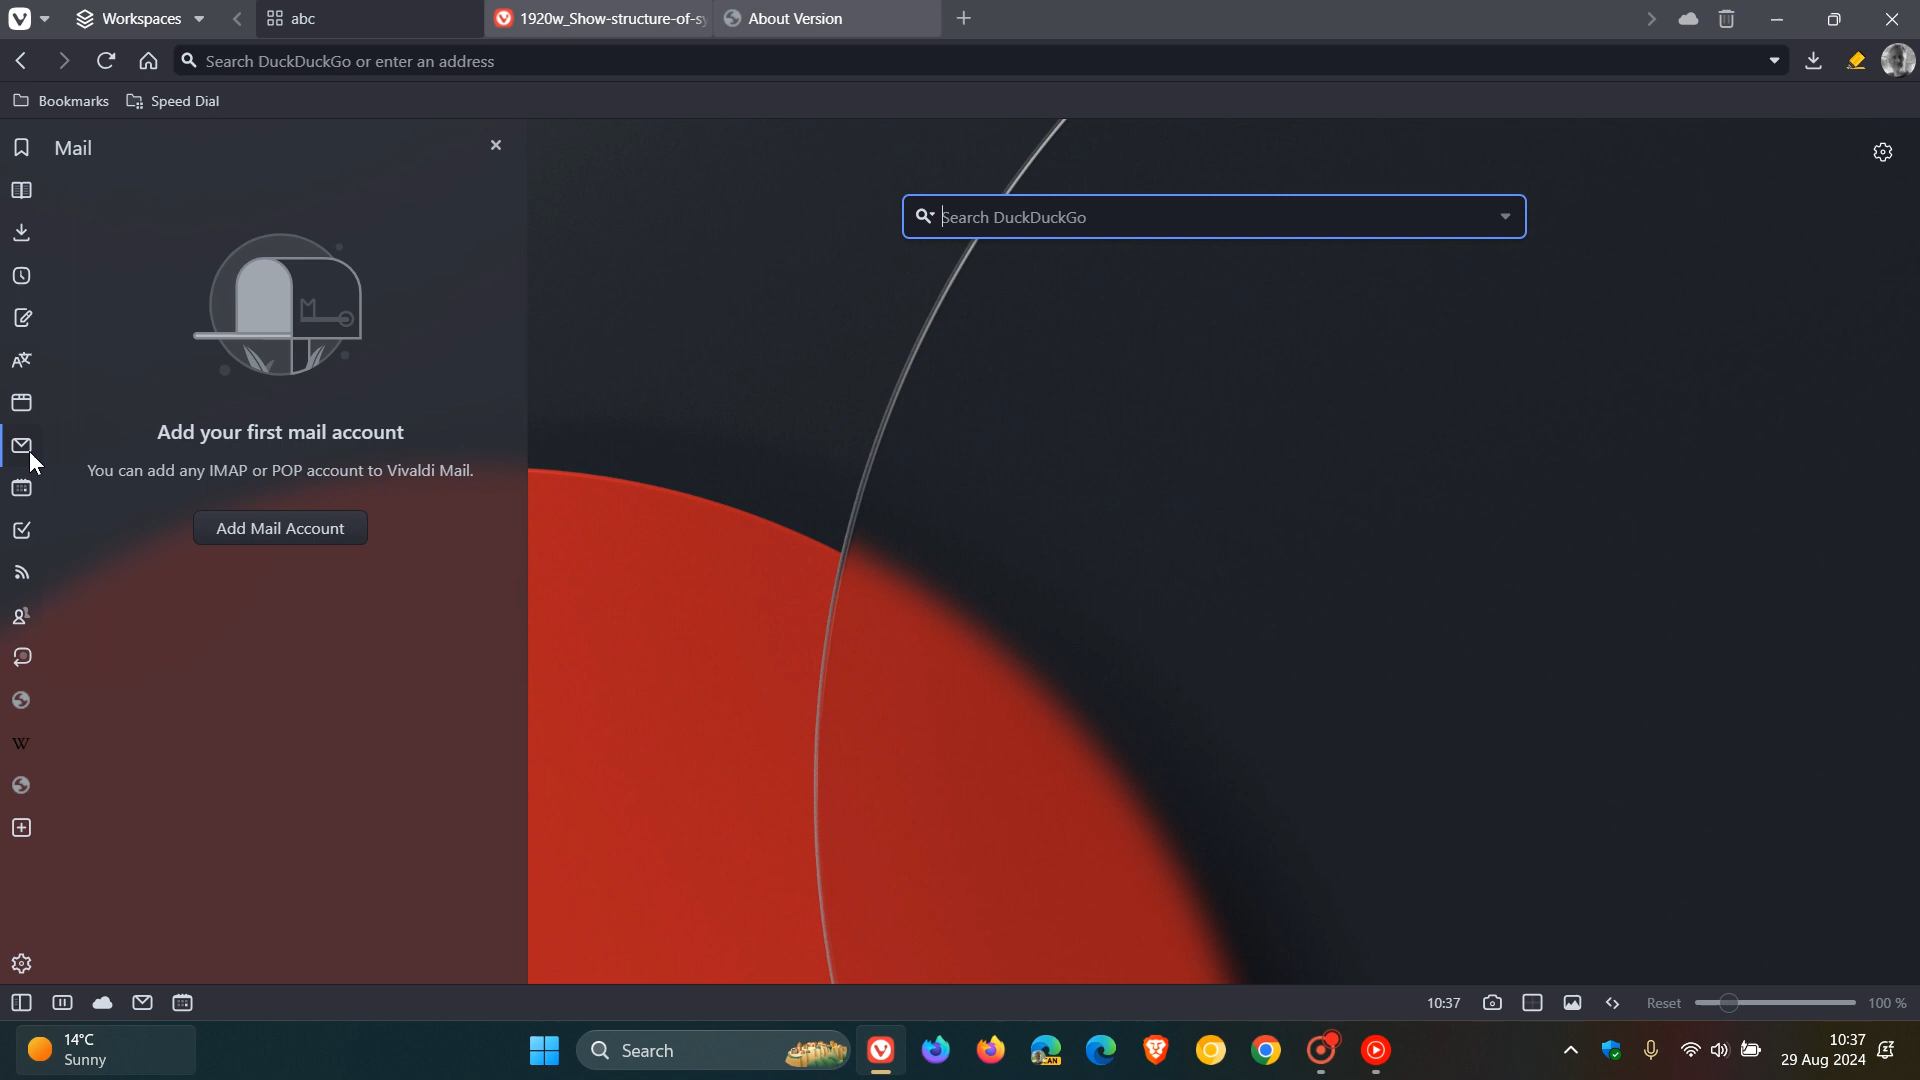 Workspaces
abc
1920w_Show-structure-of-sy
About Version
Search DuckDuckGo or enter an address
Bookmarks
Speed Dial
Mail
Search DuckDuckGo
Add your first mail account
You can add any IMAP or POP account to Vivaldi Mail.
Add Mail Account
W
10:37
Reset
100 %
14°C
Sunny
Search
CAN
10:37
29 Aug 2024